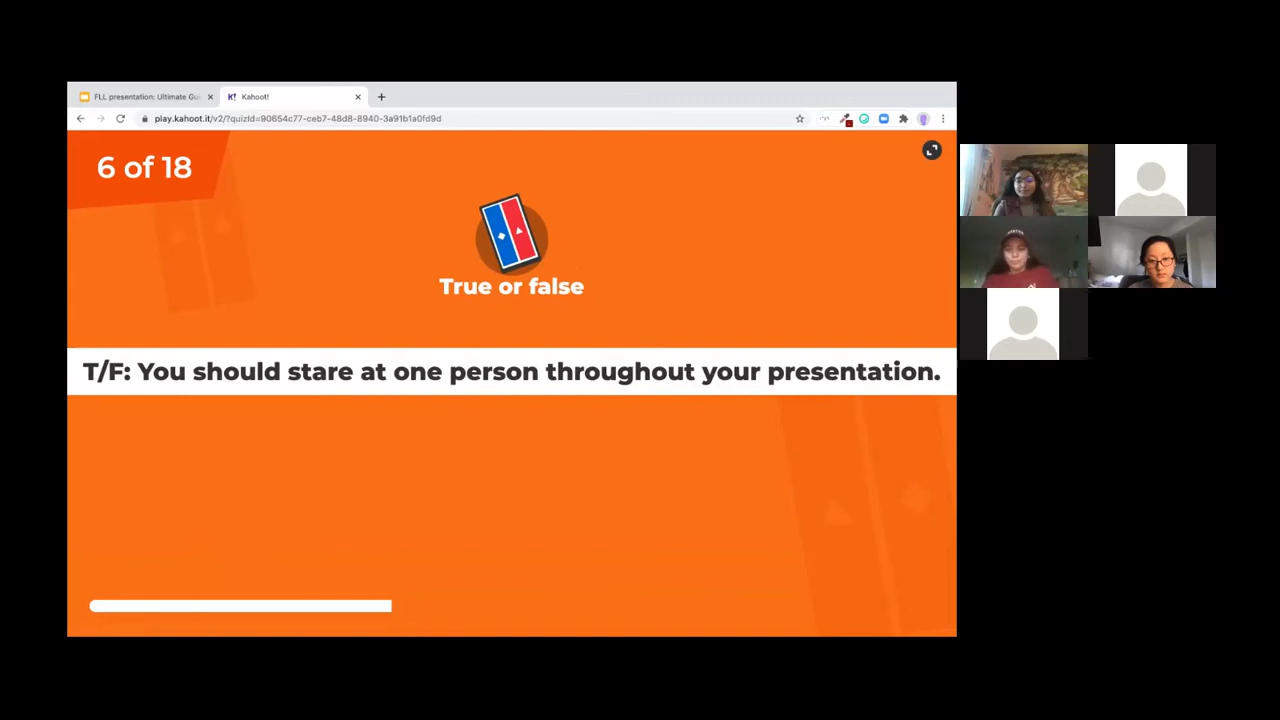 FLL presentation: Ultimate Gui
K! Kahoot!
play.kahoot.it/v2/?quizId=90654c77-ceb7-48d8-8940-3a91b1a0fd9d
6 of 18
True or false
T/F: You should stare at one person throughout your presentation.